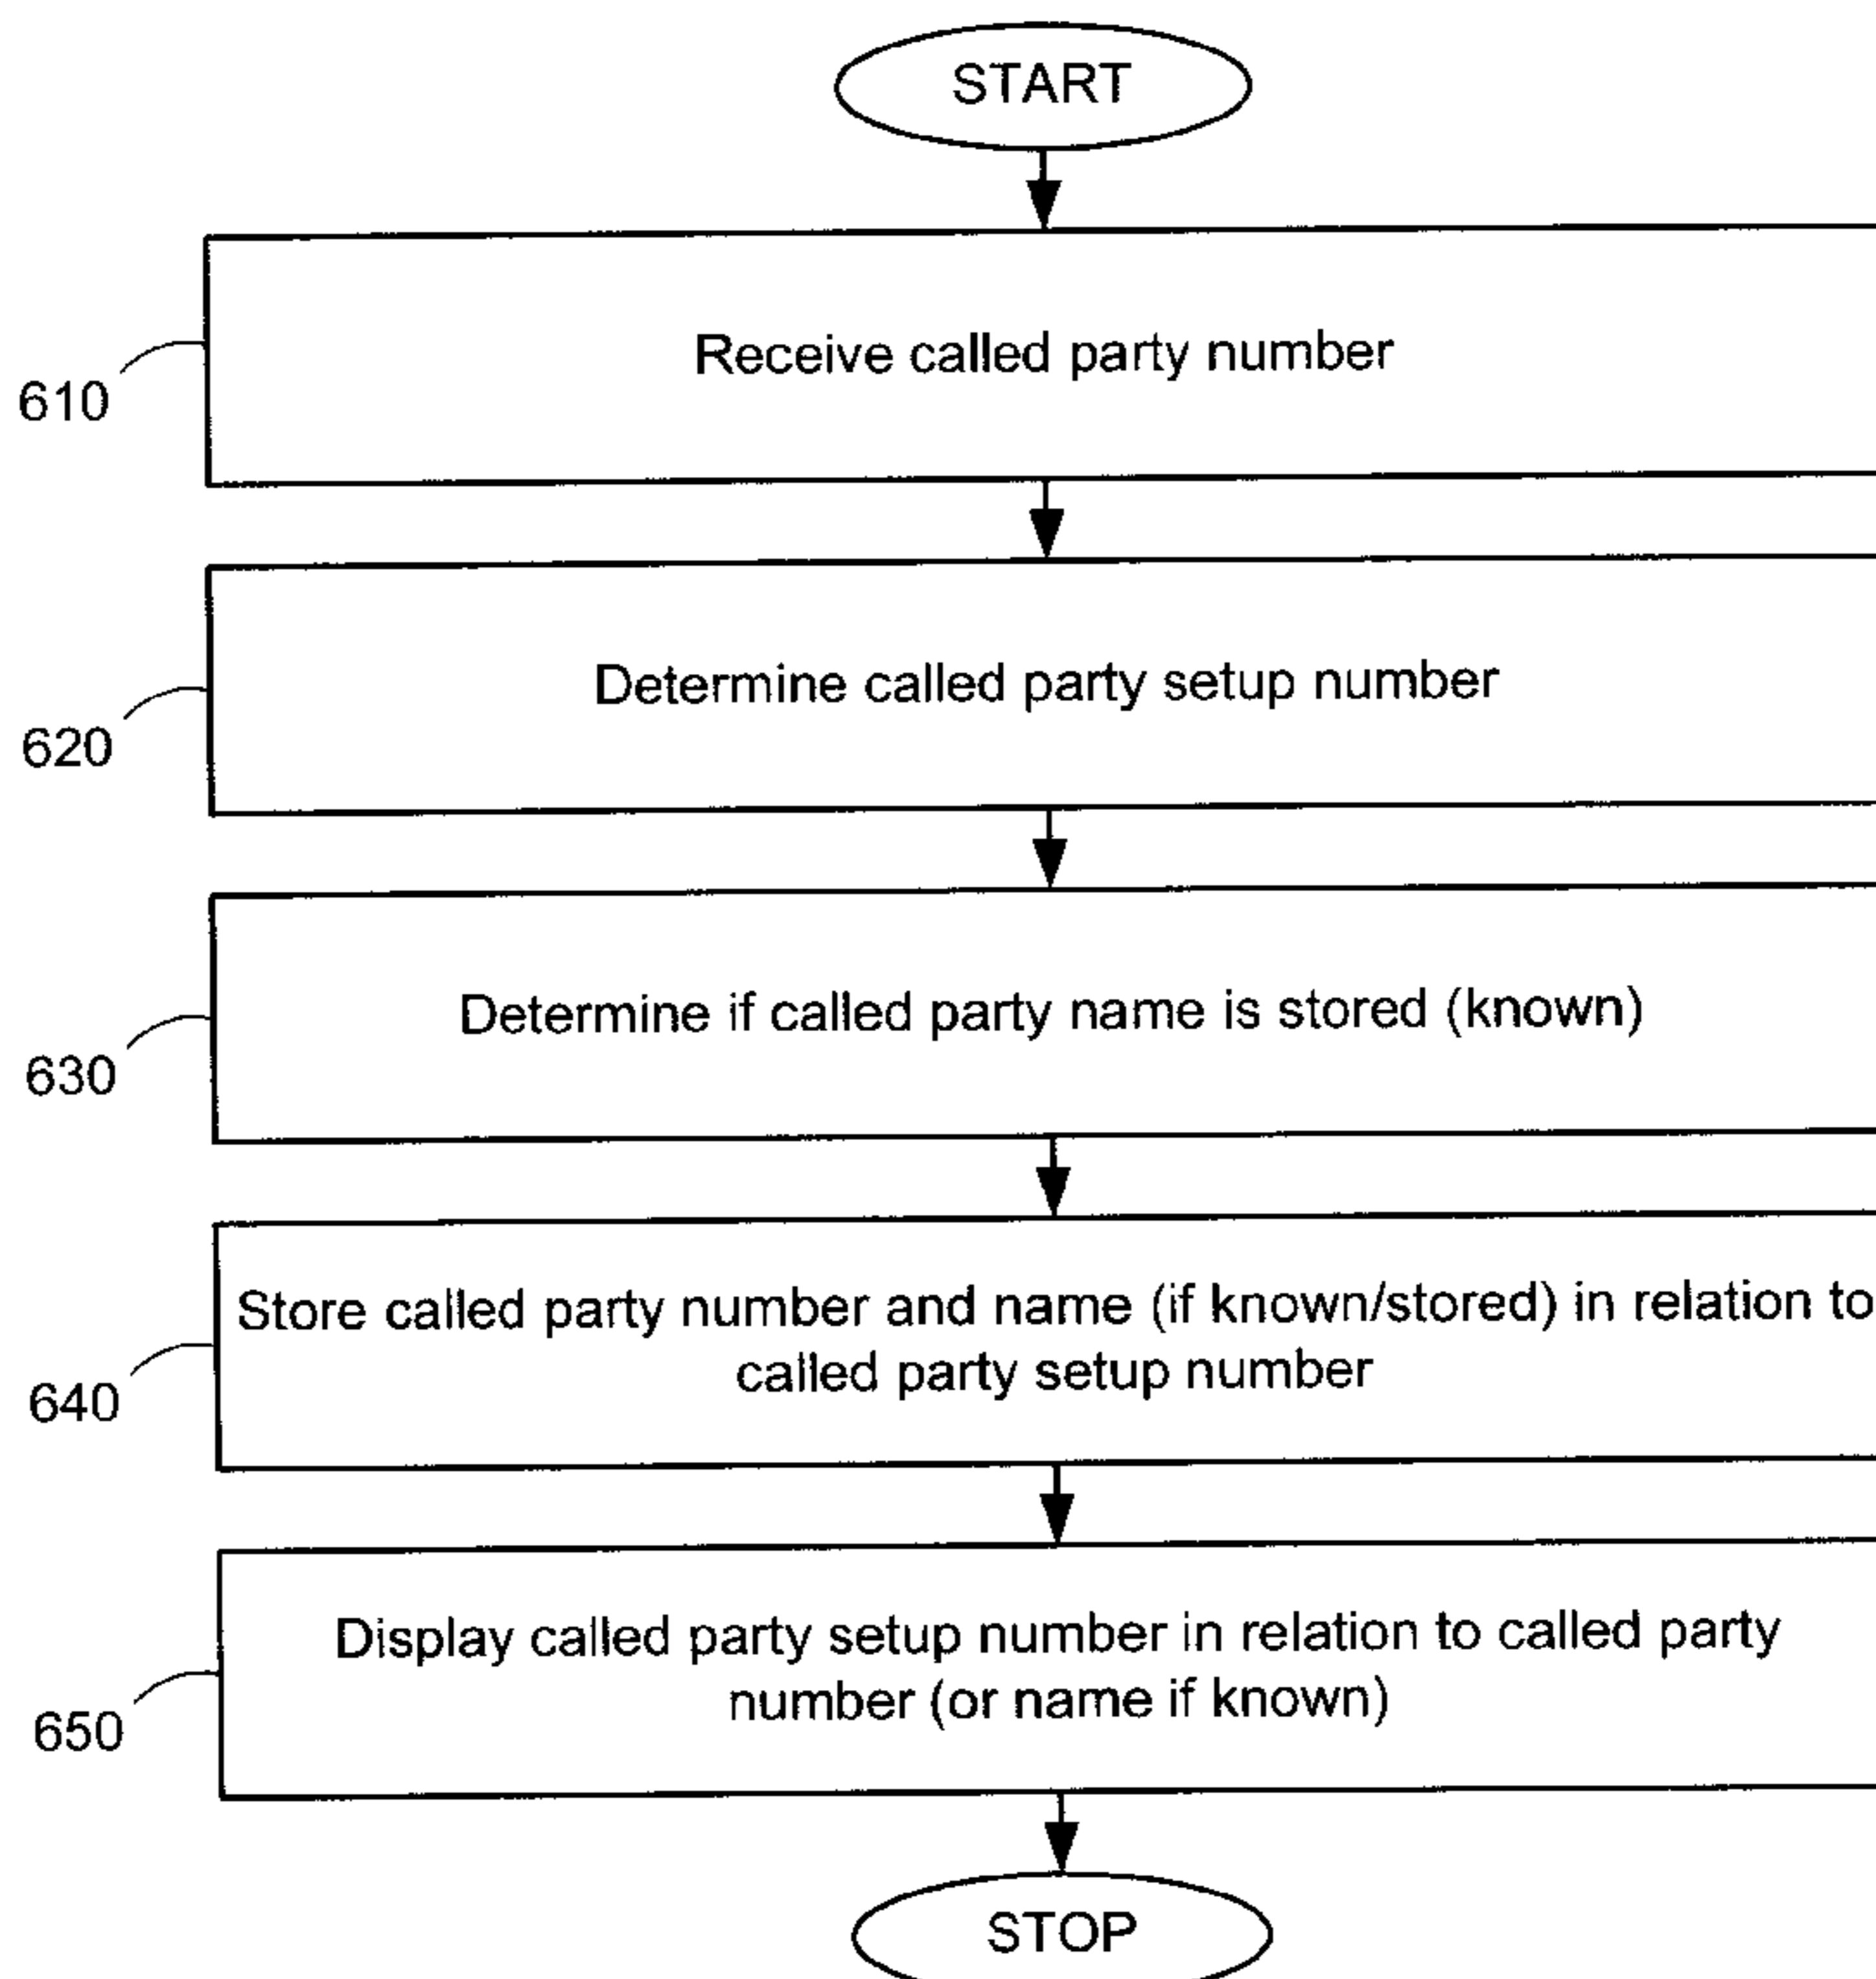 START
Receive called party number
610
Determine called party setup number
620
Determine if called party name is stored (known)
630
Store called party number and name (if known/stored) in relation to
called party setup number
640
Display called party setup number in relation to called party
number (or name if known)
650
STOP